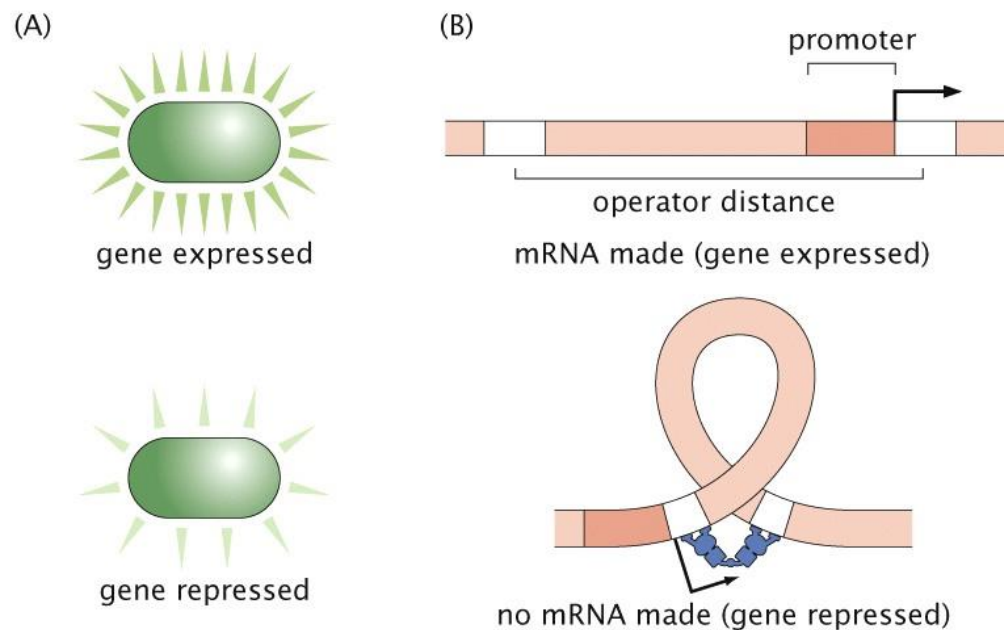 (A)
gene expressed
gene repressed
(B)
promoter
operator distance
mRNA made (gene expressed)
no mRNA made (gene repressed)